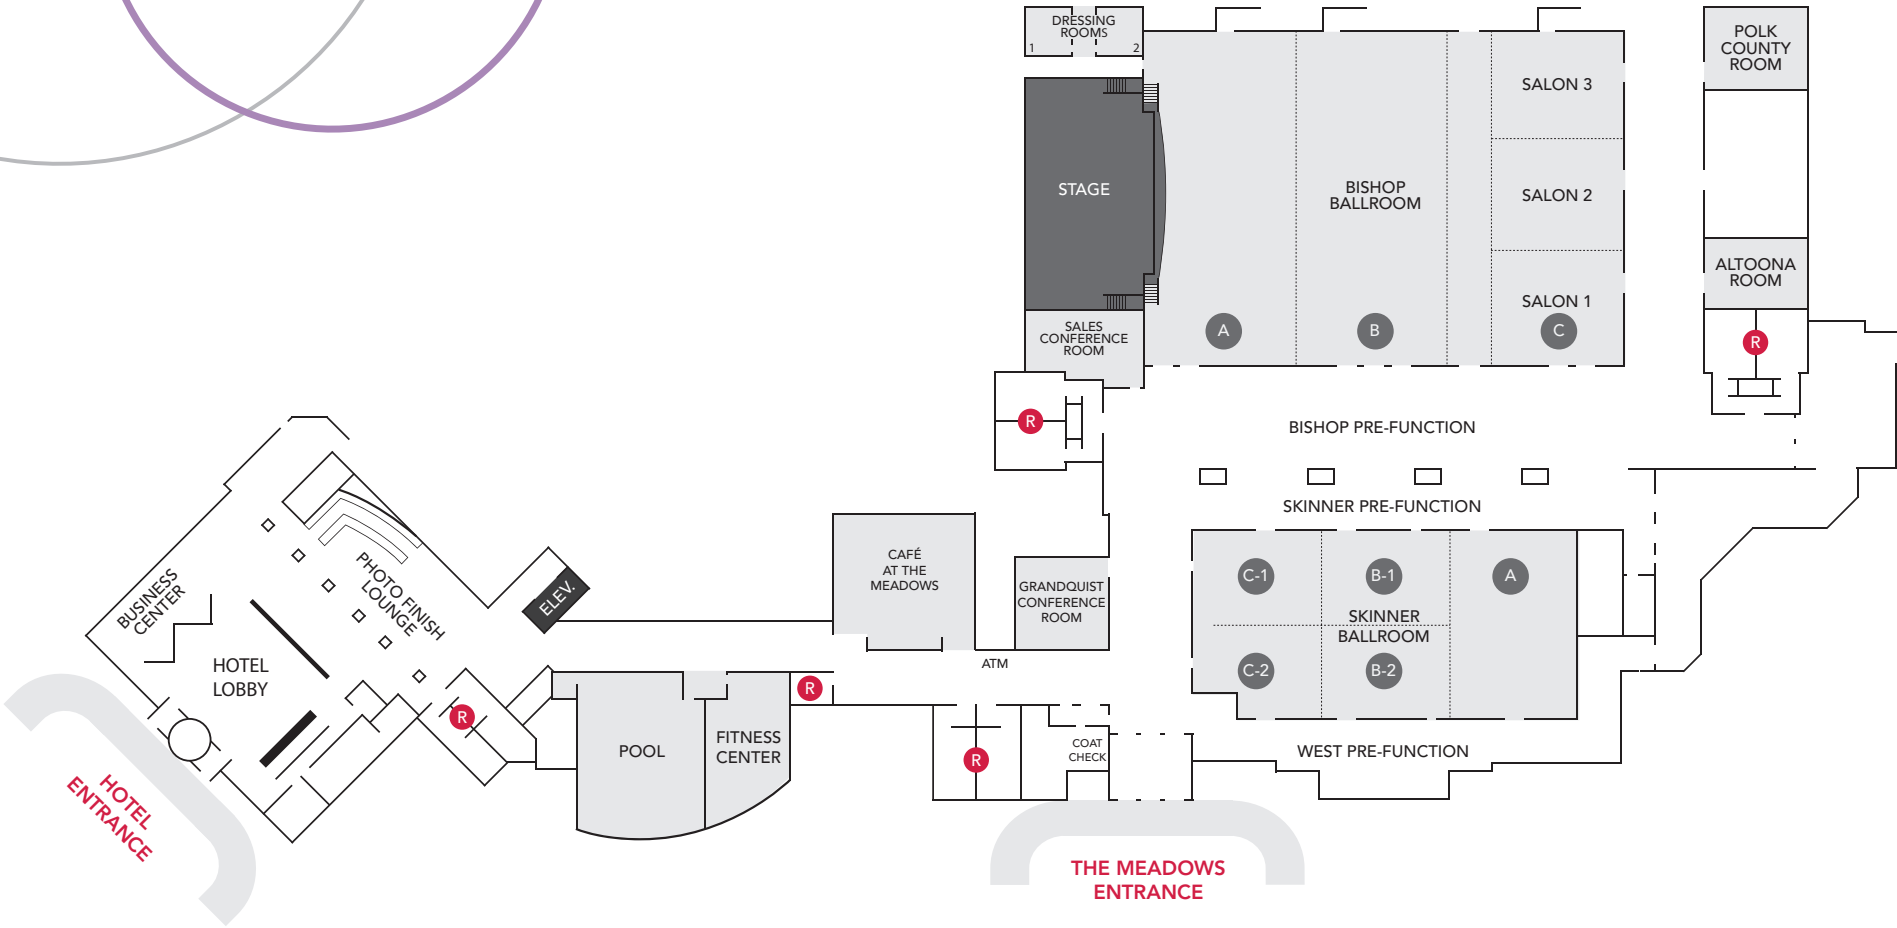 DRESSING
ROOMS
1
2
POLK
COUNTY
ROOM
SALON 3
STAGE
BISHOP
BALLROOM
SALON 2
ALTOONA
ROOM
SALON 1
A
B
C
SALES
CONFERENCE
ROOM
R
R
BISHOP PRE-FUNCTION
SKINNER PRE-FUNCTION
CAFÉ
AT THE
MEADOWS
GRANDQUIST
CONFERENCE
ROOM
C-1
B-1
A
SKINNER
BALLROOM
C-2
B-2
BUSINESS
CENTER
PHOTO FINISH
LOUNGE
ELEV.
HOTEL
LOBBY
ATM
R
R
POOL
FITNESS
CENTER
R
COAT
CHECK
WEST PRE-FUNCTION
HOTEL
ENTRANCE
THE MEADOWS
ENTRANCE